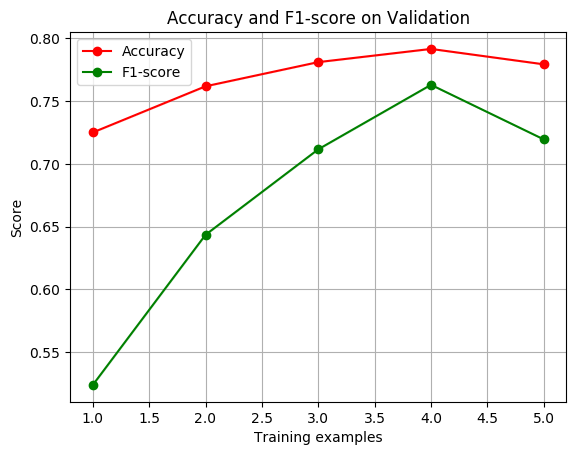 Accuracy and F1-score on Validation
Accuracy
F1-score
0.80
0.75
0.70
0.65
0.60
0.55
Score
1.0 1.5 2.0 2.5 3.0 3.5 4.0 4.5 5.0
Training examples